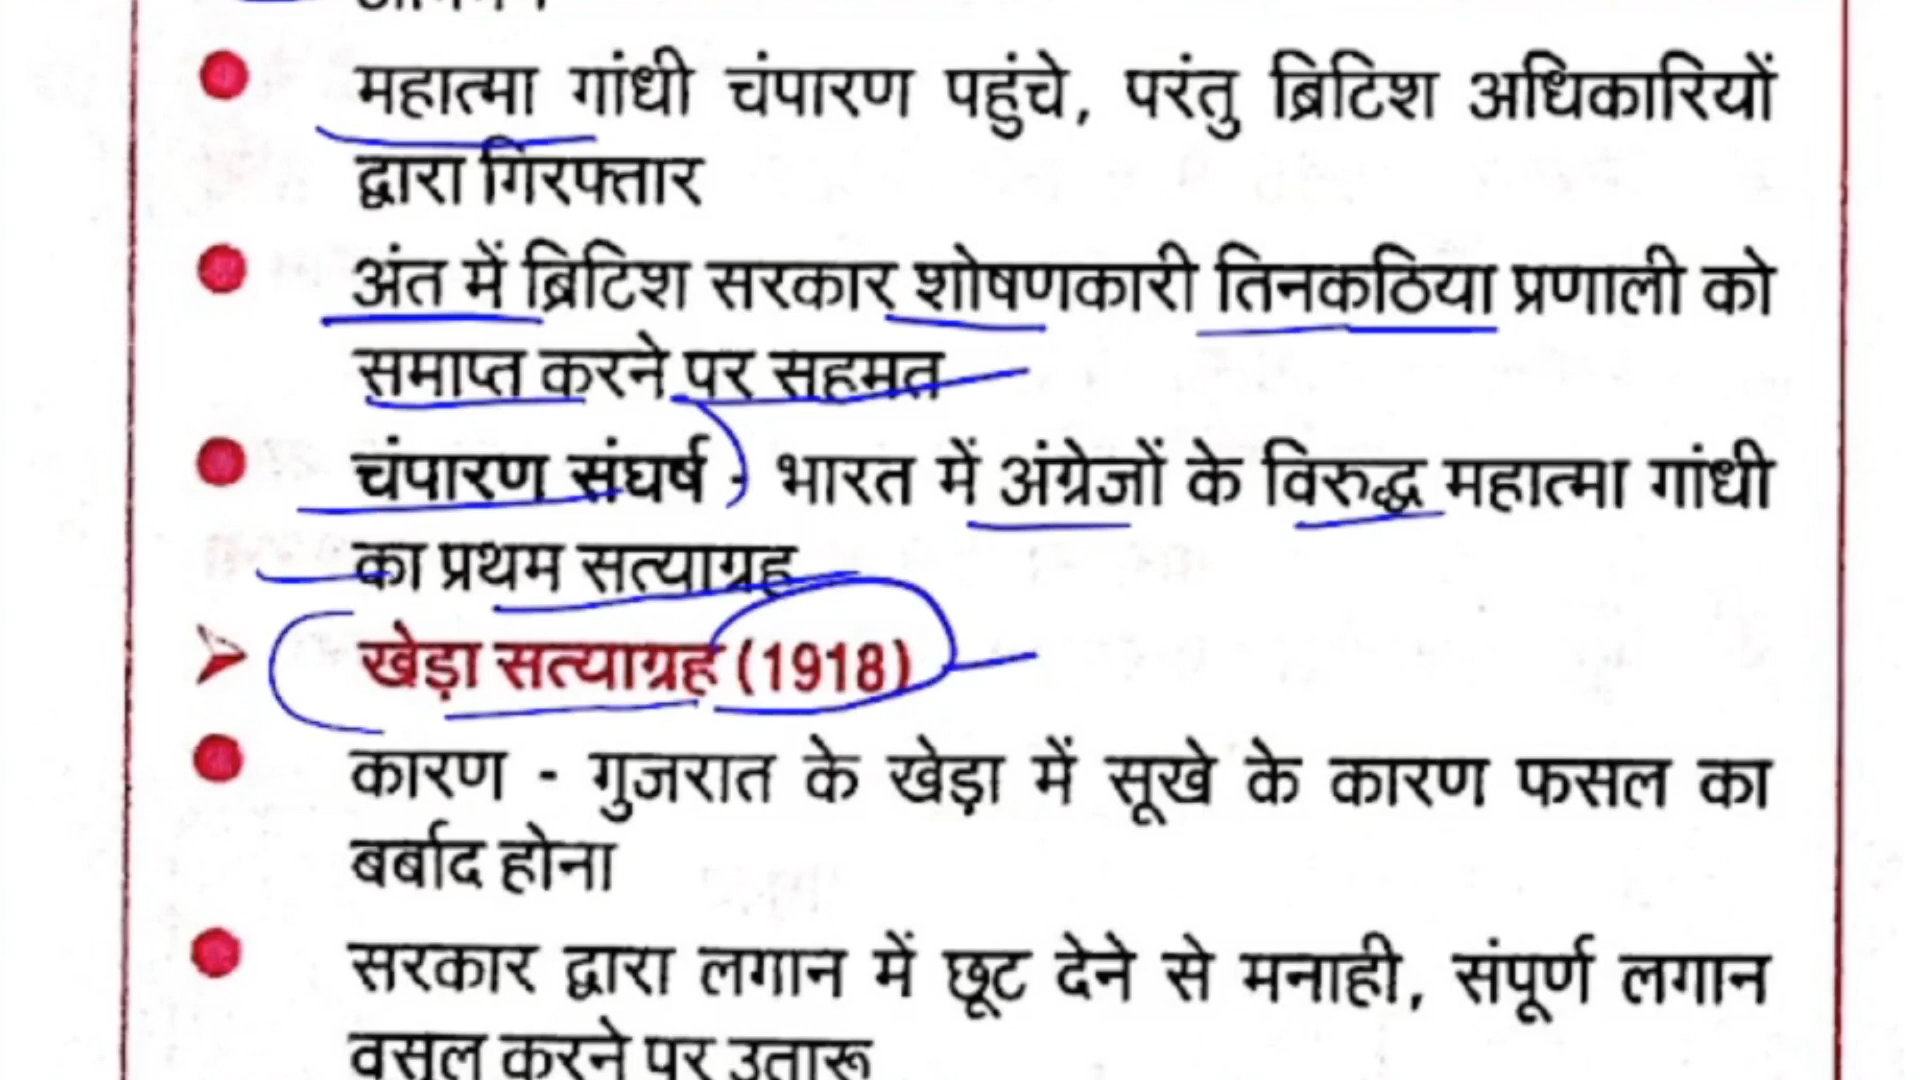 महात्मा गांधी चंपारण पहुंचे, परंतु ब्रिटिश अधिकारियों
द्वारा गिरफ्तार
अंत में ब्रिटिश सरकार शोषणकारी तिनकठिया प्रणाली को
समाप्त करने पर सहमत
चंपारण संघर्ष - भारत में अंग्रेजों के विरुद्ध महात्मा गांधी
का प्रथम सत्याग्रह
खेड़ा सत्याग्रह (1918)
कारण - गुजरात के खेड़ा में सूखे के कारण फसल का
बर्बाद होना
सरकार द्वारा लगान में छूट देने से मनाही, संपूर्ण लगान
वसूल करने पर उतारू